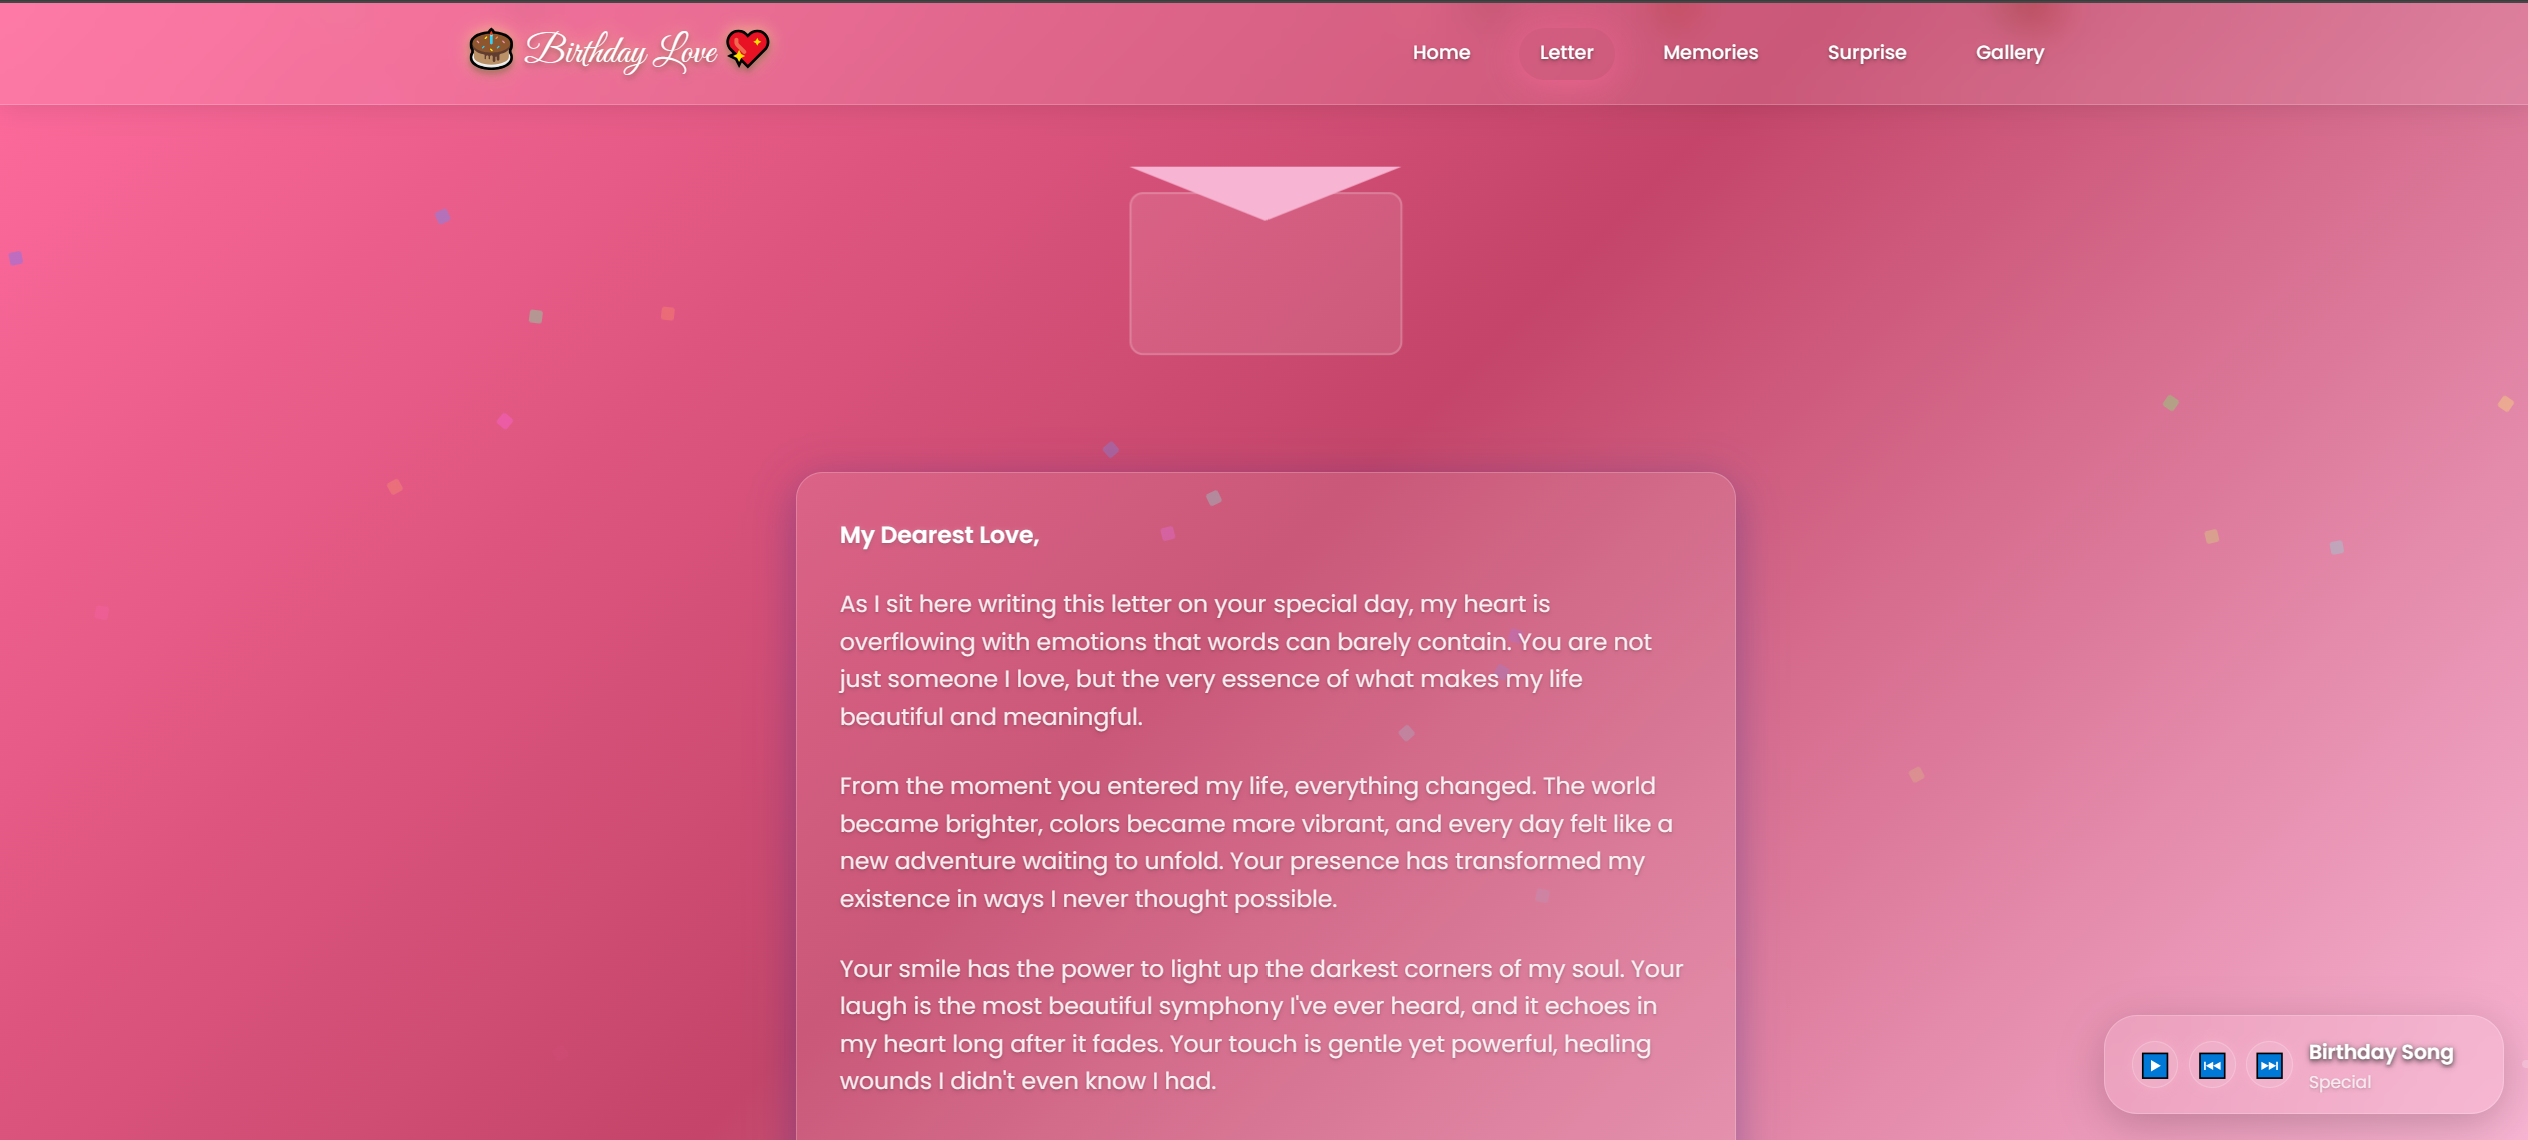 Birthday Love
Home
Letter
Memories
Surprise
Gallery
My Dearest Love,
As I sit here writing this letter on your special day, my heart is
overflowing with emotions that words can barely contain. You are not
just someone I love, but the very essence of what makes my life
beautiful and meaningful.
From the moment you entered my life, everything changed. The world
became brighter, colors became more vibrant, and every day felt like a
new adventure waiting to unfold. Your presence has transformed my
existence in ways I never thought possible.
Your smile has the power to light up the darkest corners of my soul. Your
laugh is the most beautiful symphony I've ever heard, and it echoes in
my heart long after it fades. Your touch is gentle yet powerful, healing
wounds I didn't even know I had.
Birthday Song
Special